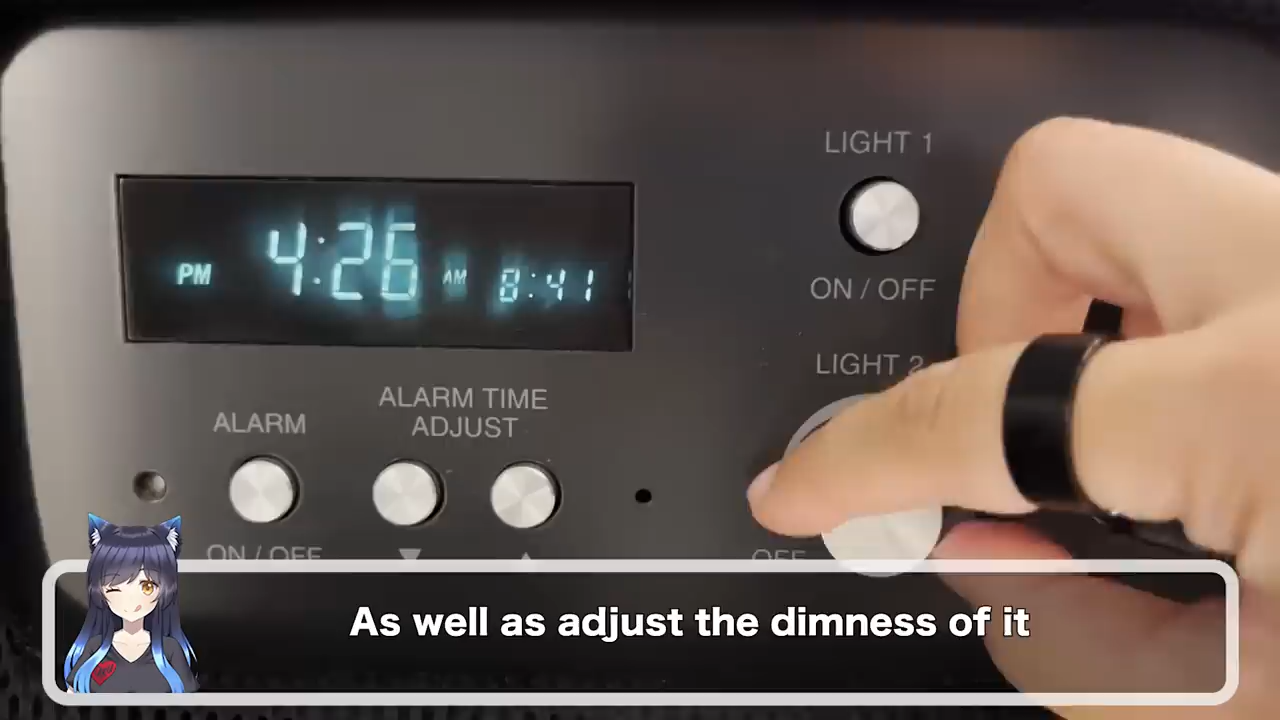 LIGHT 1
PM 4:26 AM 8:41
ON / OFF
LIGHT 2
ALARM TIME
ADJUST
ALARM
ON / OFF
OFF
As well as adjust the dimness of it